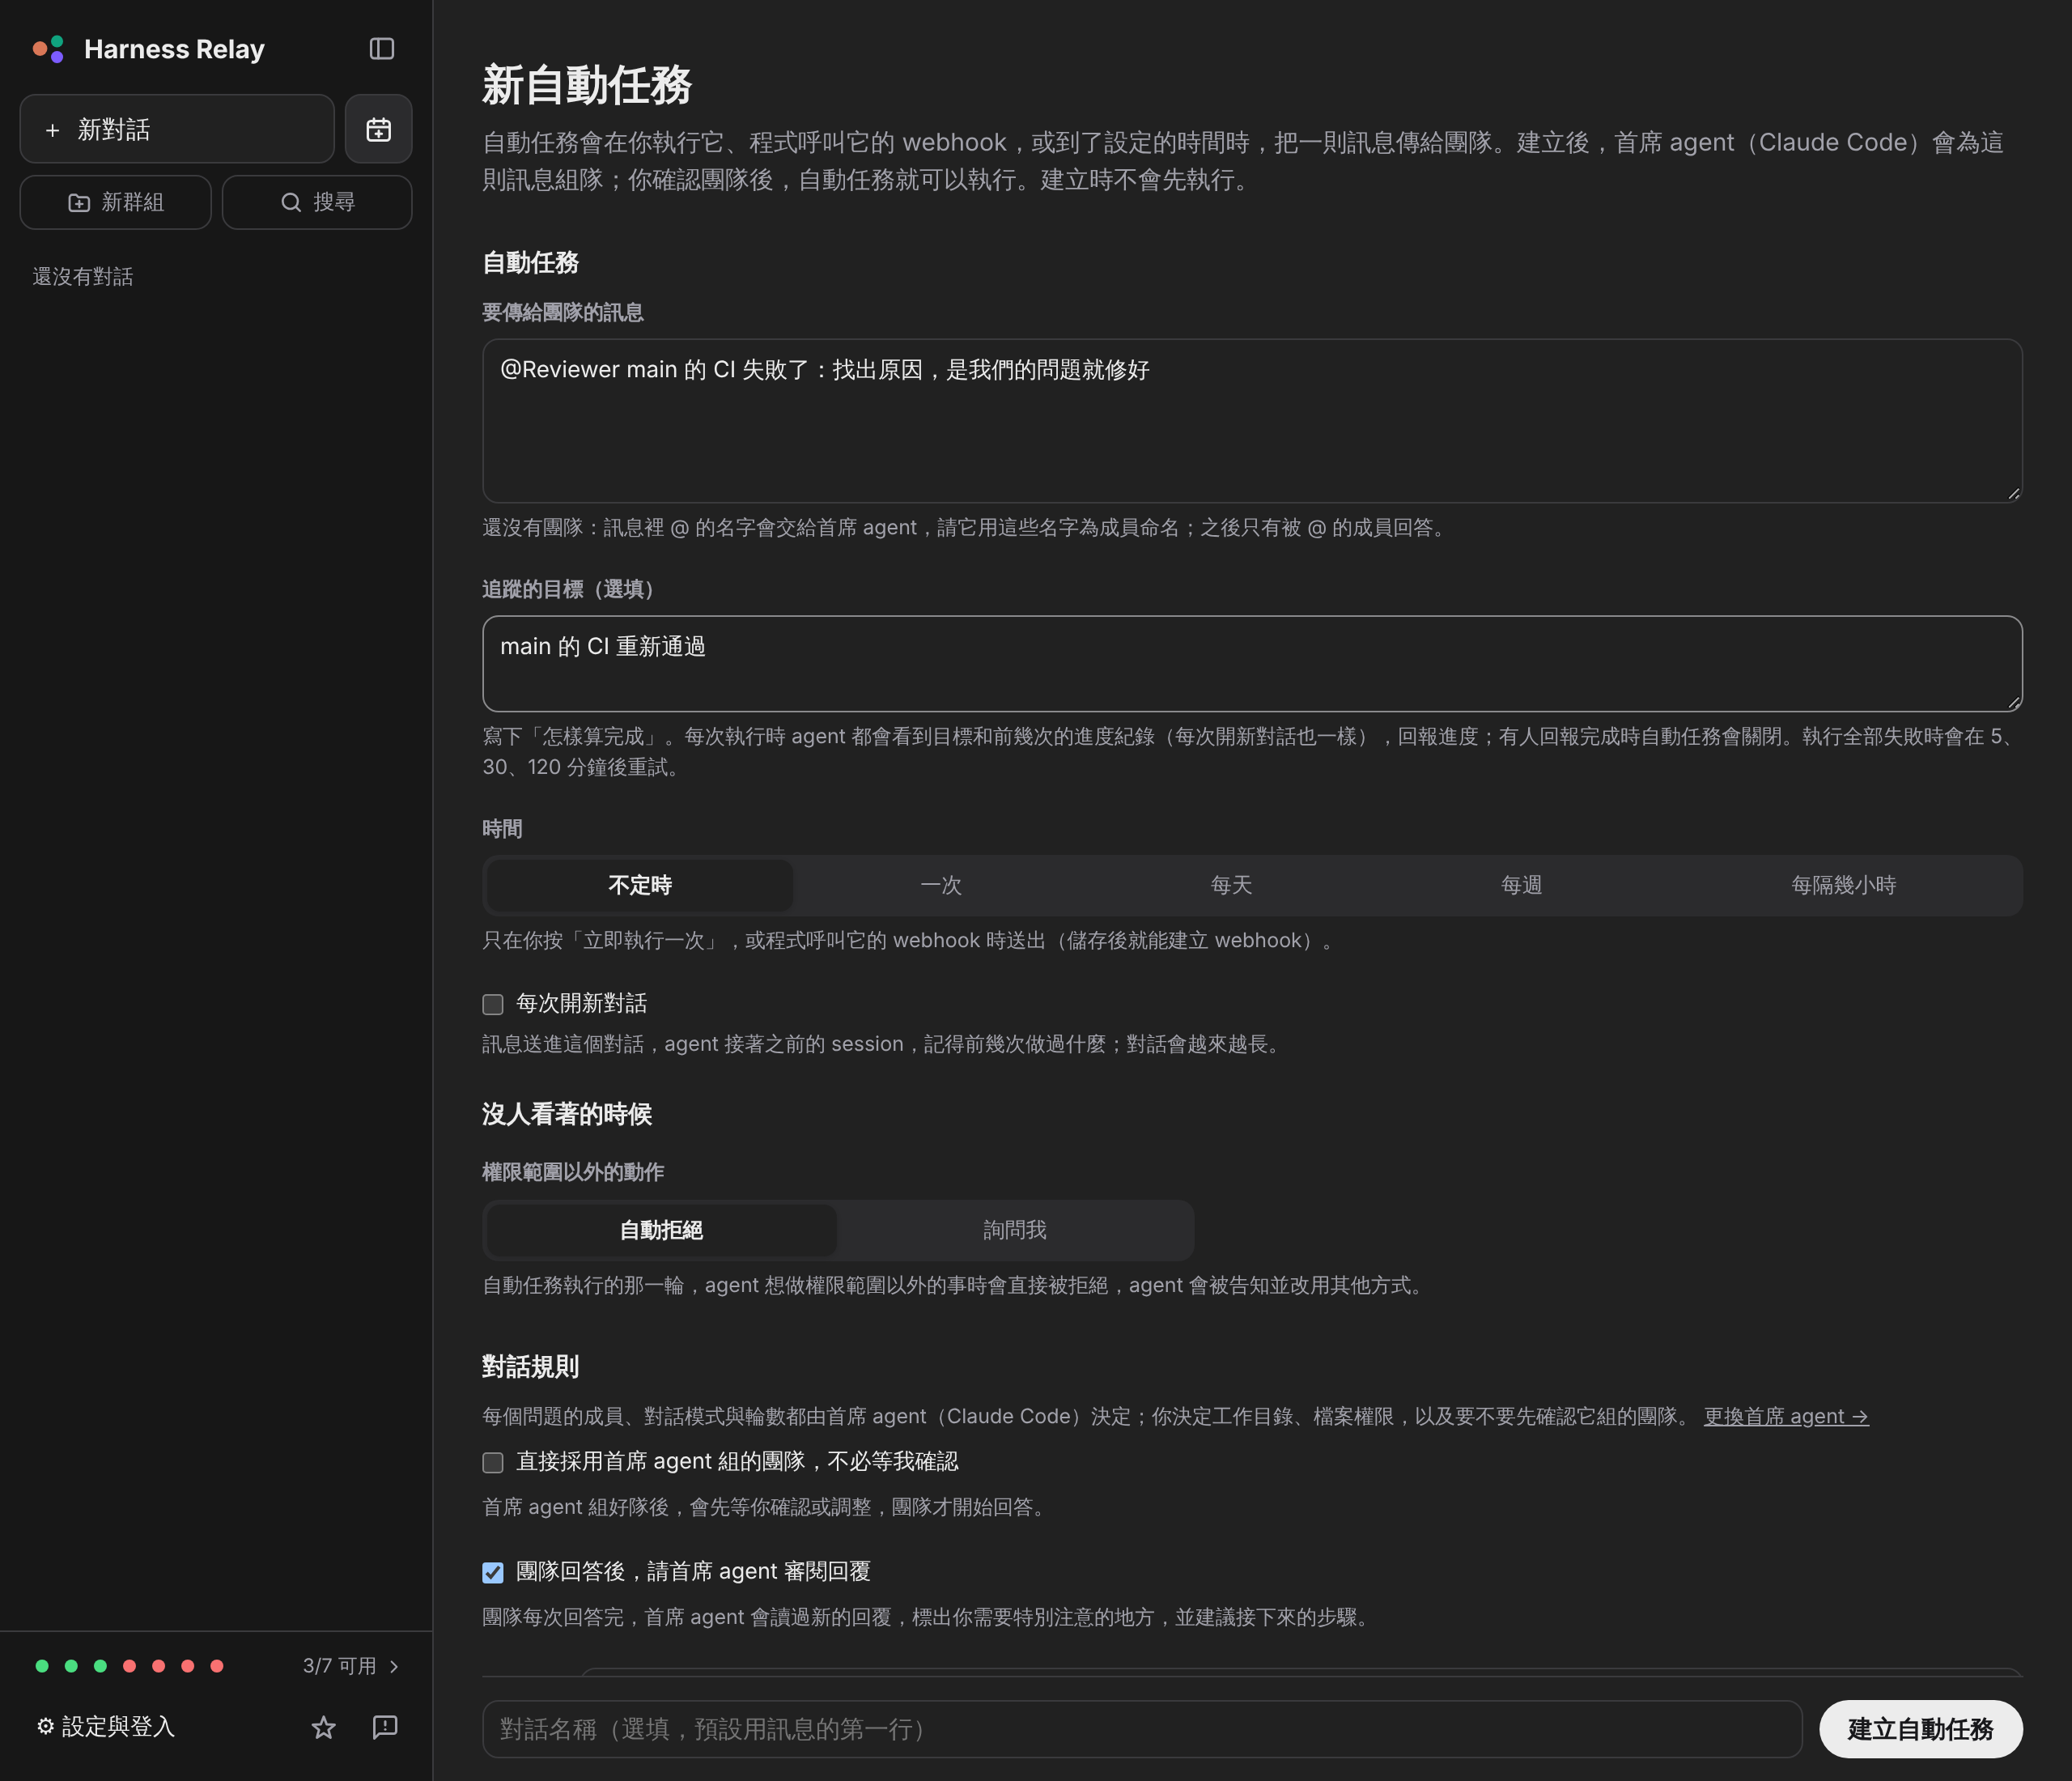 Harness Relay
+ 新對話
新群組
搜尋
還沒有對話
3/7 可用
設定與登入
新自動任務
自動任務會在你執行它、程式呼叫它的 webhook，或到了設定的時間時，把一則訊息傳給團隊。建立後，首席 agent（Claude Code）會為這
則訊息組隊；你確認團隊後，自動任務就可以執行。建立時不會先執行。
自動任務
要傳給團隊的訊息
@Reviewer main 的 CI 失敗了：找出原因，是我們的問題就修好
還沒有團隊：訊息裡 @ 的名字會交給首席 agent，請它用這些名字為成員命名；之後只有被 @ 的成員回答。
追蹤的目標（選填）
main 的 CI 重新通過
寫下「怎樣算完成」。每次執行時 agent 都會看到目標和前幾次的進度紀錄（每次開新對話也一樣），回報進度；有人回報完成時自動任務會關閉。執行全部失敗時會在 5、
30、120 分鐘後重試。
時間
不定時
一次
每天
每週
每隔幾小時
只在你按「立即執行一次」，或程式呼叫它的 webhook 時送出（儲存後就能建立 webhook）。
每次開新對話
訊息送進這個對話，agent 接著之前的 session，記得前幾次做過什麼；對話會越來越長。
沒人看著的時候
權限範圍以外的動作
自動拒絕
詢問我
自動任務執行的那一輪，agent 想做權限範圍以外的事時會直接被拒絕，agent 會被告知並改用其他方式。
對話規則
每個問題的成員、對話模式與輪數都由首席 agent（Claude Code）決定；你決定工作目錄、檔案權限，以及要不要先確認它組的團隊。 更換首席 agent →
直接採用首席 agent 組的團隊，不必等我確認
首席 agent 組好隊後，會先等你確認或調整，團隊才開始回答。
團隊回答後，請首席 agent 審閱回覆
團隊每次回答完，首席 agent 會讀過新的回覆，標出你需要特別注意的地方，並建議接下來的步驟。
對話名稱（選填，預設用訊息的第一行）
建立自動任務